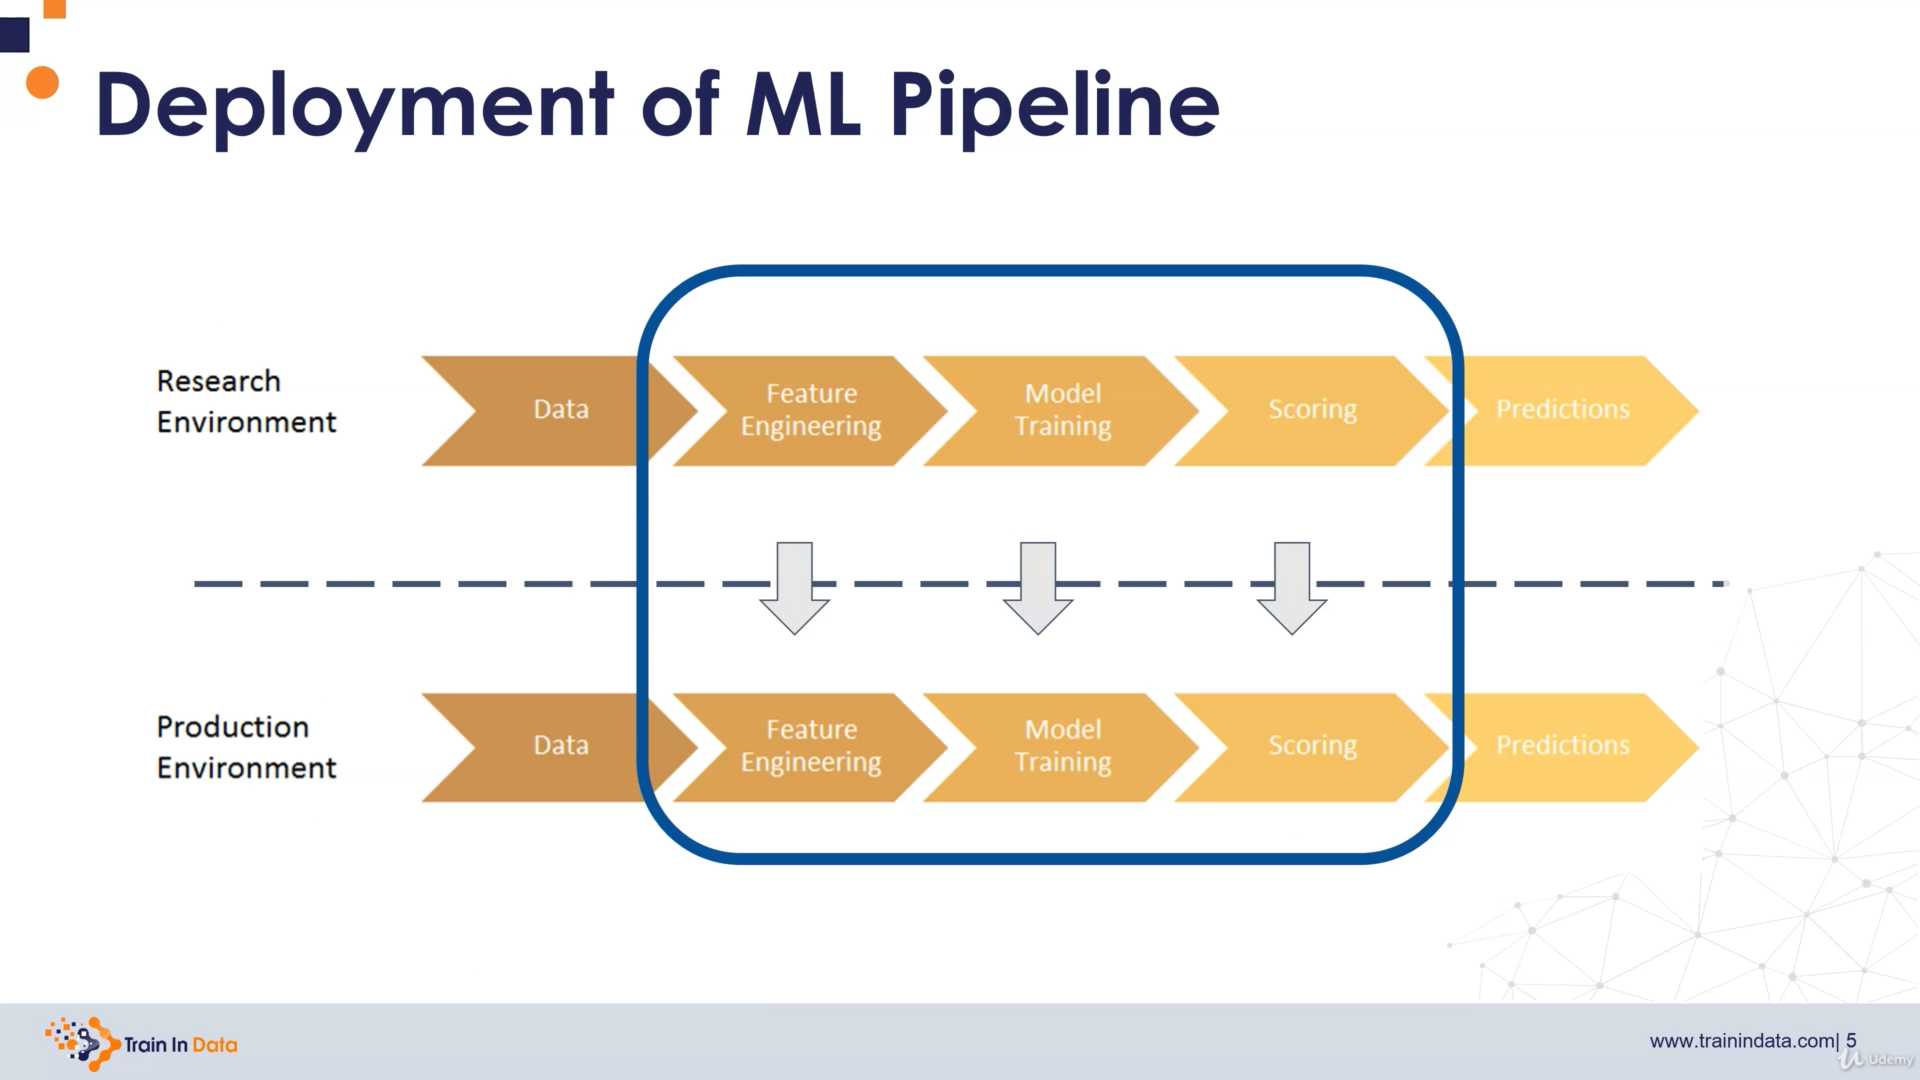 Deployment of ML Pipeline
Research
Environment
Data
Feature
Engineering
Model
Training
Scoring
Predictions
Production
Environment
Data
Feature
Engineering
Model
Training
Scoring
Predictions
Train In Data
www.trainindata.com| 5
Udemy